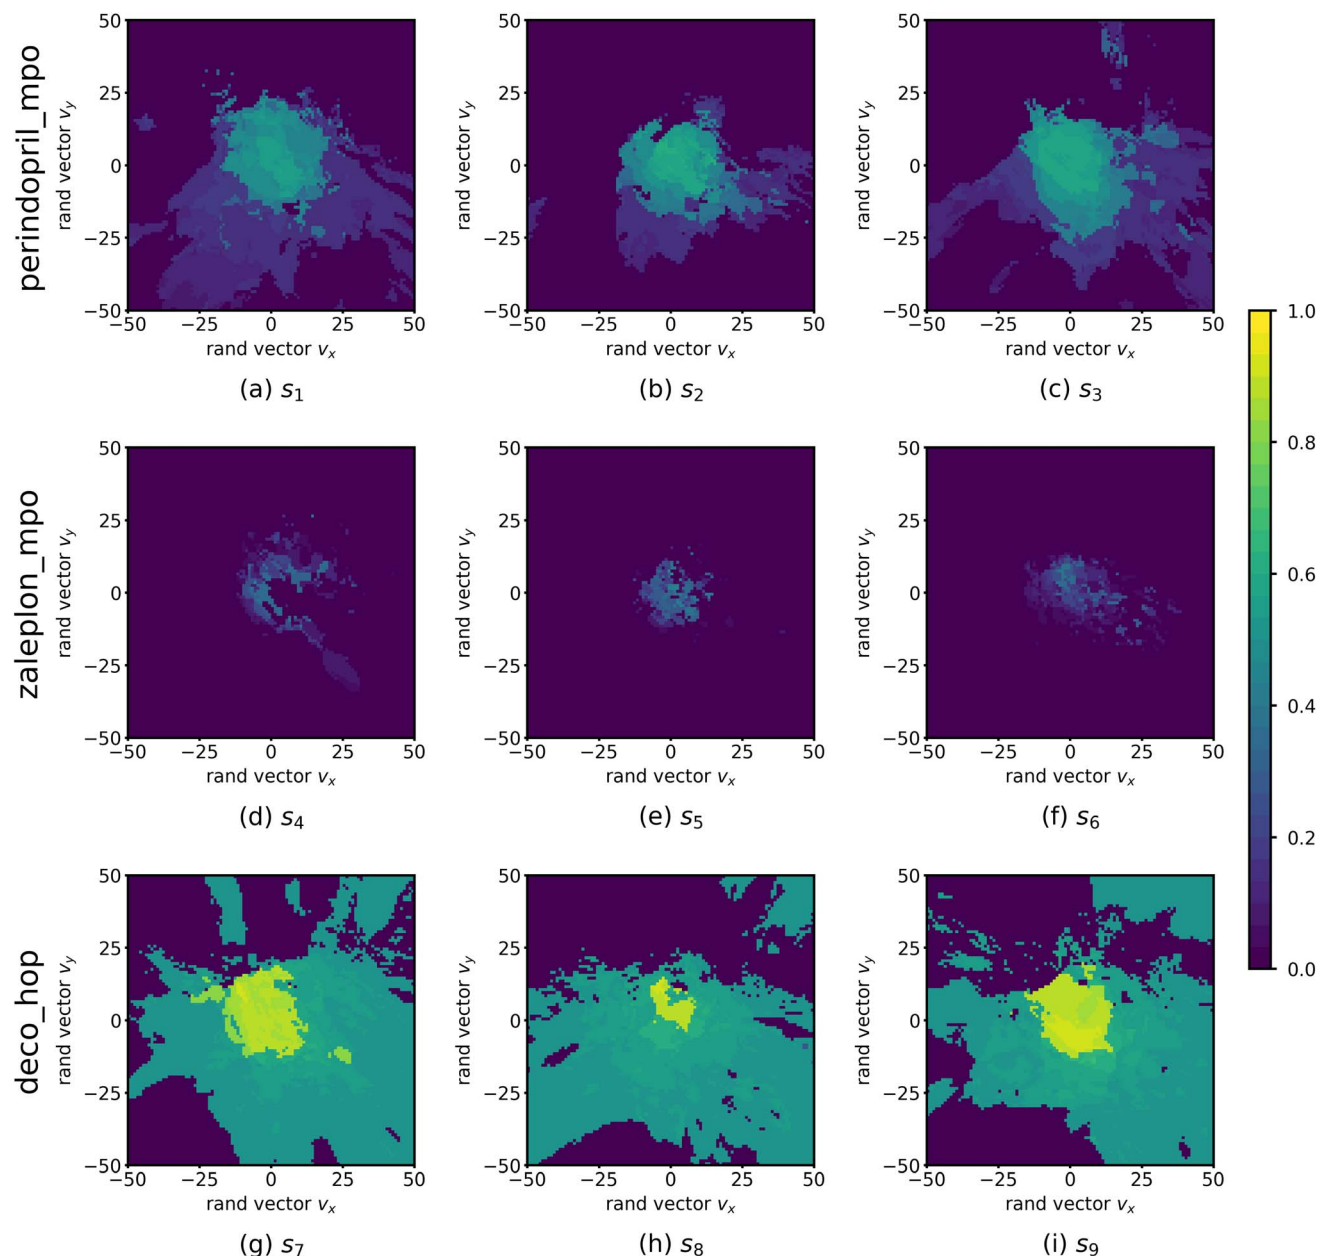 perindopril_mpo
50
25
0
−25
−50
rand vector v_y
−50 −25 0 25 50
rand vector v_x
(a) s_1
50
25
0
−25
−50
rand vector v_y
−50 −25 0 25 50
rand vector v_x
(b) s_2
50
25
0
−25
−50
rand vector v_y
−50 −25 0 25 50
rand vector v_x
(c) s_3
zaleplon_mpo
50
25
0
−25
−50
rand vector v_y
−50 −25 0 25 50
rand vector v_x
(d) s_4
50
25
0
−25
−50
rand vector v_y
−50 −25 0 25 50
rand vector v_x
(e) s_5
50
25
0
−25
−50
rand vector v_y
−50 −25 0 25 50
rand vector v_x
(f) s_6
deco_hop
50
25
0
−25
−50
rand vector v_y
−50 −25 0 25 50
rand vector v_x
(g) s_7
50
25
0
−25
−50
rand vector v_y
−50 −25 0 25 50
rand vector v_x
(h) s_8
50
25
0
−25
−50
rand vector v_y
−50 −25 0 25 50
rand vector v_x
(i) s_9
1.0
0.8
0.6
0.4
0.2
0.0